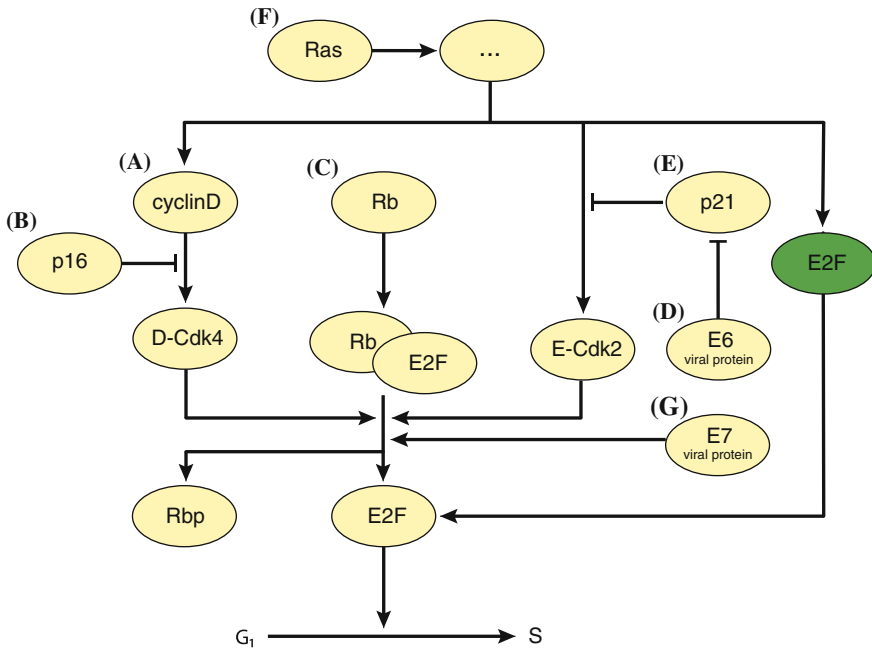 (F)
Ras
...
(A)
cyclinD
(C)
Rb
(E)
p21
(B)
p16
E2F
D-Cdk4
Rb
E2F
E-Cdk2
(D)
E6
viral protein
(G)
E7
viral protein
Rbp
E2F
G₁
S